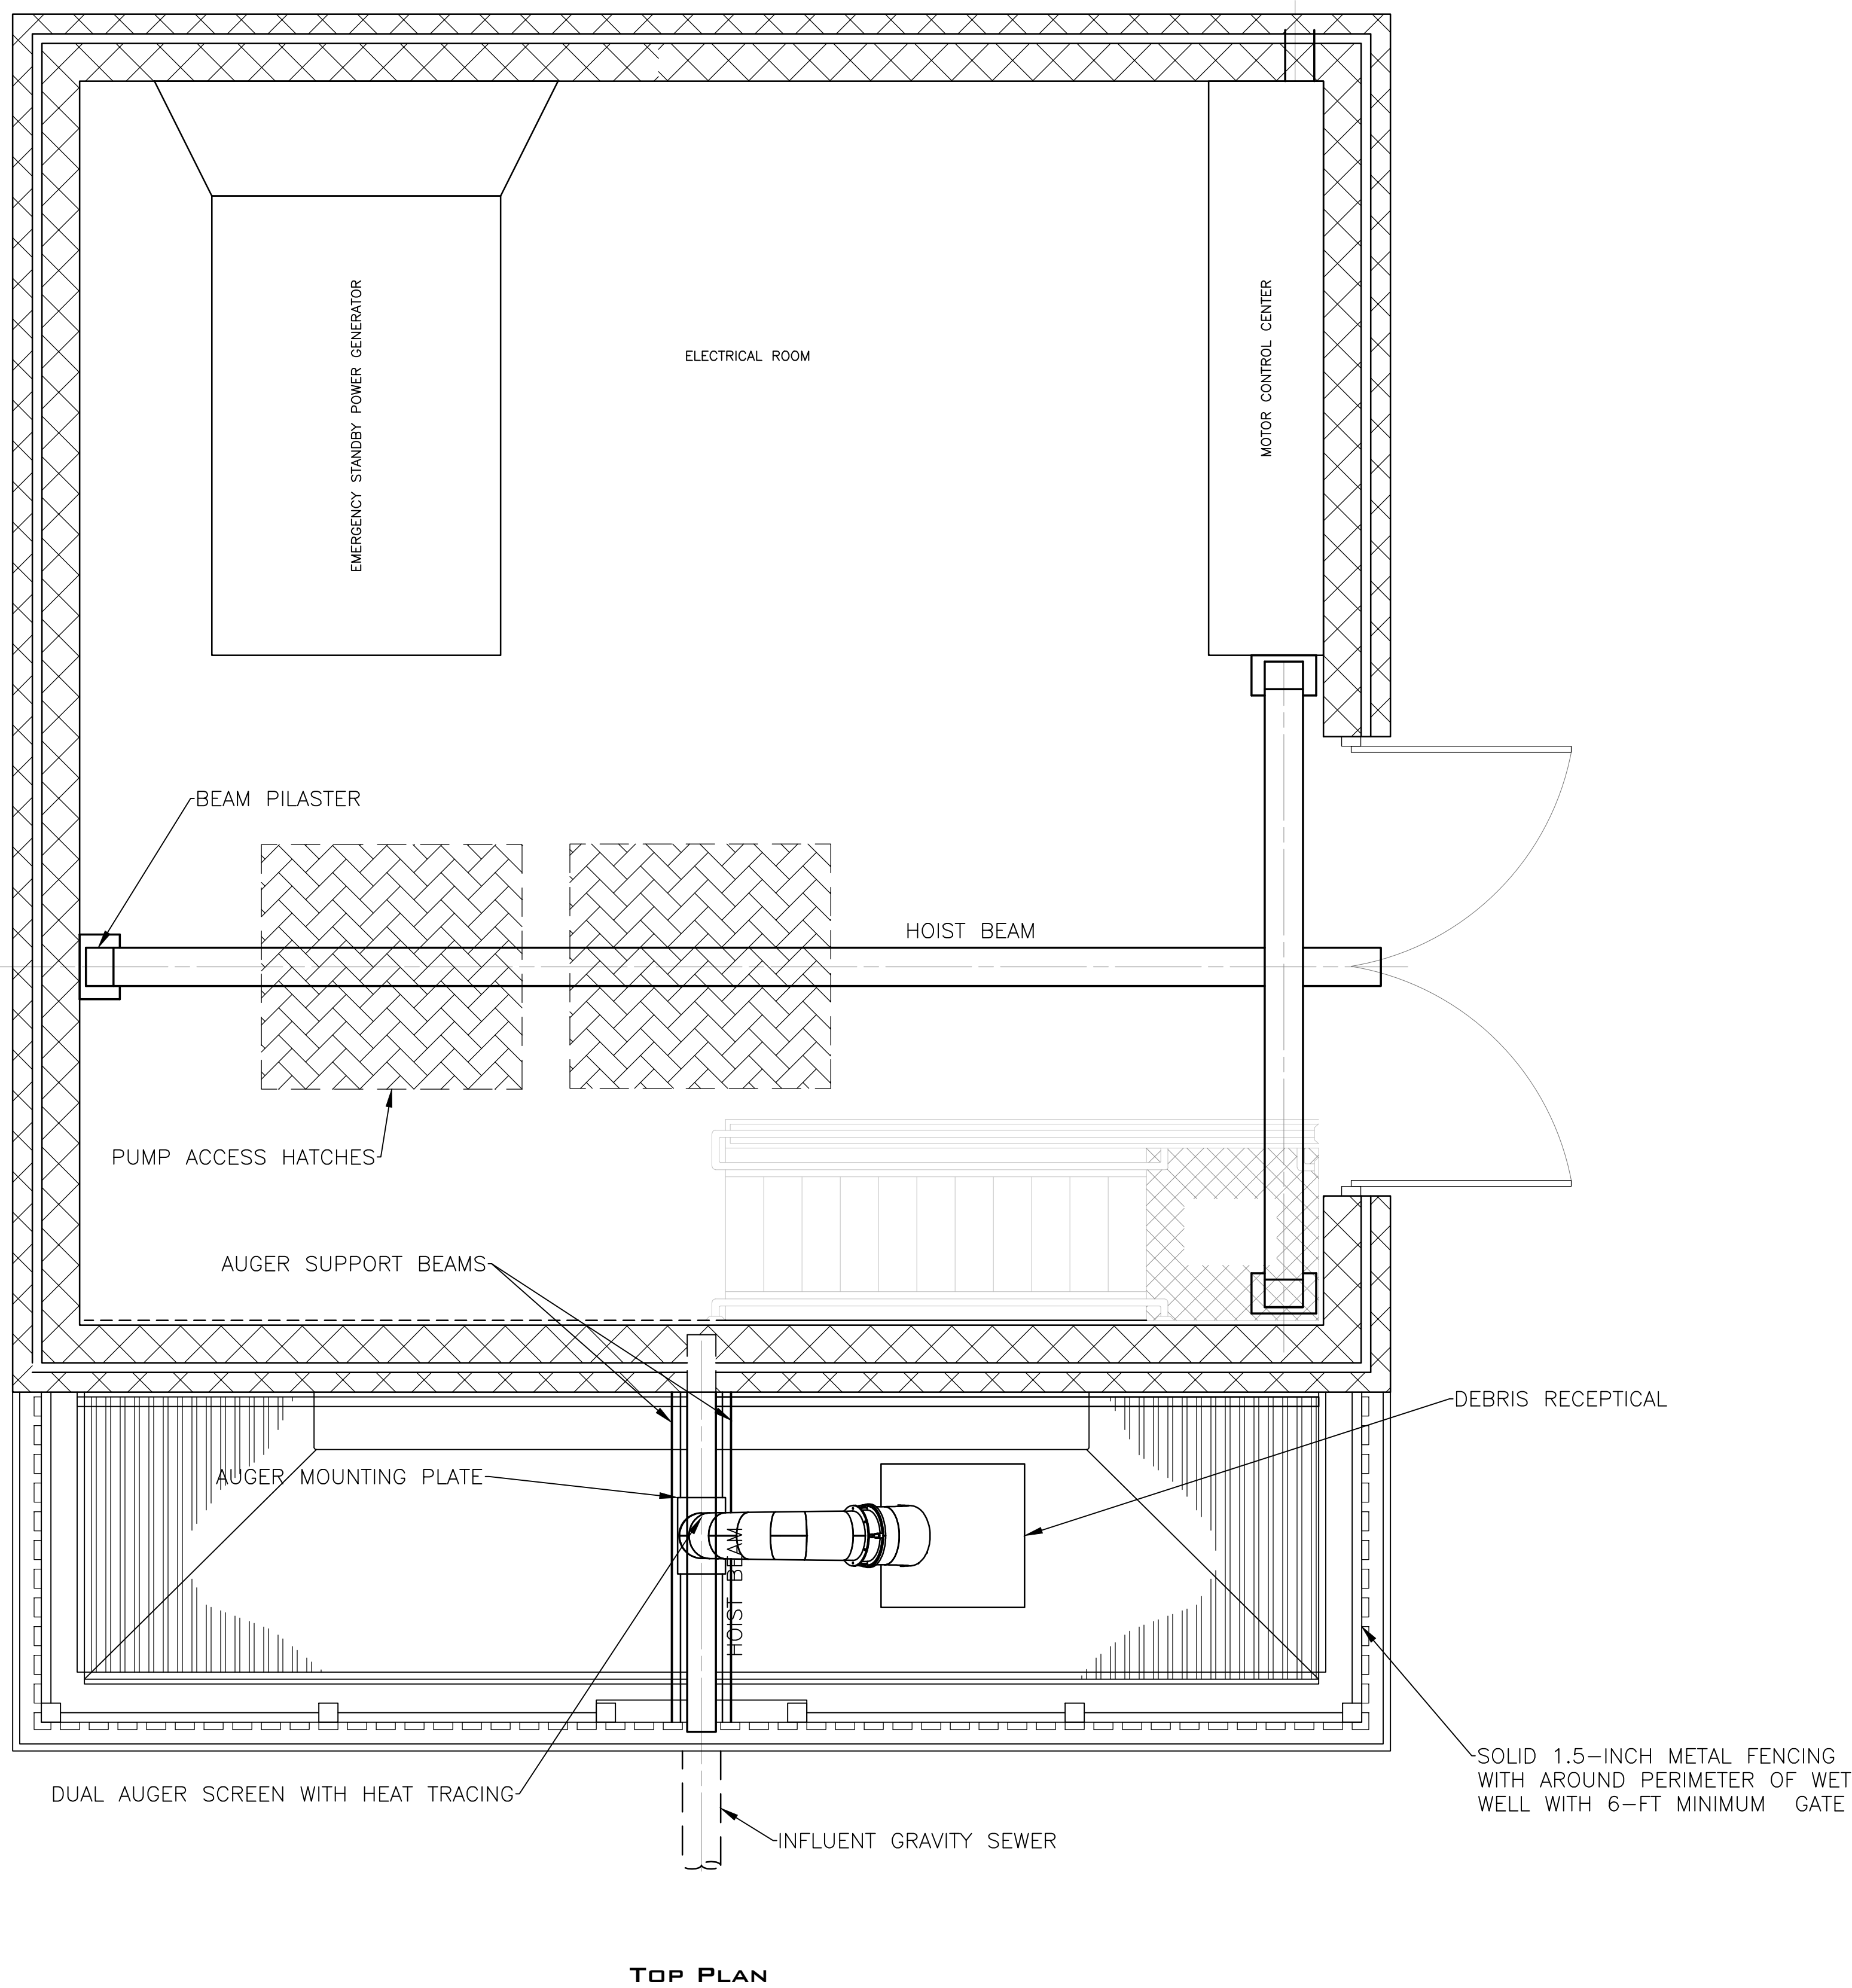 EMERGENCY STANDBY POWER GENERATOR
ELECTRICAL ROOM
MOTOR CONTROL CENTER
BEAM PILASTER
HOIST BEAM
PUMP ACCESS HATCHES
AUGER SUPPORT BEAMS
DEBRIS RECEPTICAL
AUGER MOUNTING PLATE
HOIST BEAM
SOLID 1.5-INCH METAL FENCING
WITH AROUND PERIMETER OF WET
WELL WITH 6-FT MINIMUM GATE
DUAL AUGER SCREEN WITH HEAT TRACING
INFLUENT GRAVITY SEWER
TOP PLAN